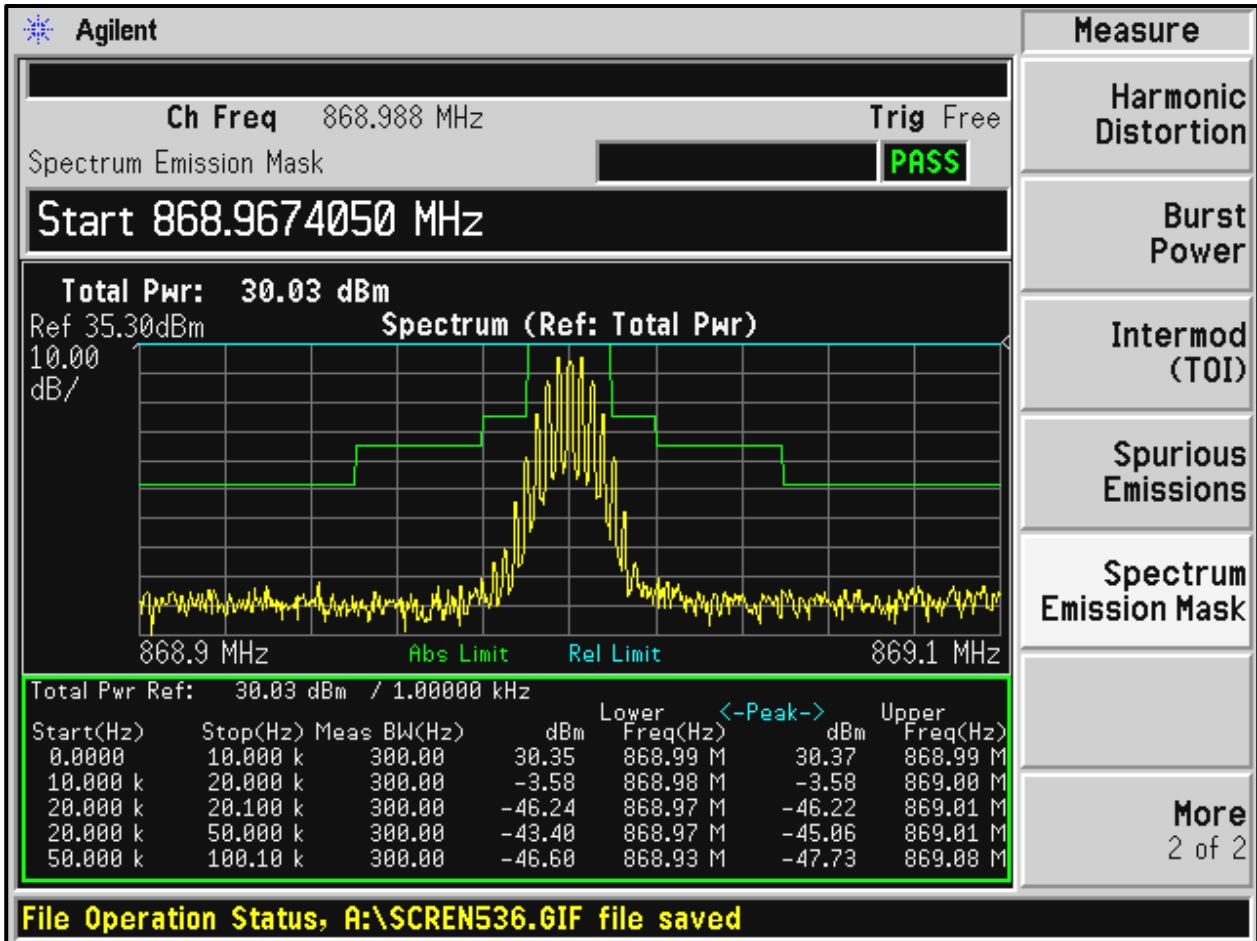 Agilent
Measure
Ch Freq 868.988 MHz Trig Free
Spectrum Emission Mask PASS
Start 868.9674050 MHz
Total Pwr: 30.03 dBm
Ref 35.30dBm Spectrum (Ref: Total Pwr)
10.00
dB/
868.9 MHz Abs Limit Rel Limit 869.1 MHz
Total Pwr Ref: 30.03 dBm / 1.00000 kHz
Lower <-Peak-> Upper
Start(Hz) Stop(Hz) Meas BW(Hz) dBm Freq(Hz) dBm Freq(Hz)
0.0000 10.000 k 300.00 30.35 868.99 M 30.37 868.99 M
10.000 k 20.000 k 300.00 -3.58 868.98 M -3.58 869.00 M
20.000 k 20.100 k 300.00 -46.24 868.97 M -46.22 869.01 M
20.000 k 50.000 k 300.00 -43.40 868.97 M -45.06 869.01 M
50.000 k 100.10 k 300.00 -46.60 868.93 M -47.73 869.08 M
Harmonic
Distortion
Burst
Power
Intermod
(TOI)
Spurious
Emissions
Spectrum
Emission Mask
More
2 of 2
File Operation Status, A:\SCREN536.GIF file saved